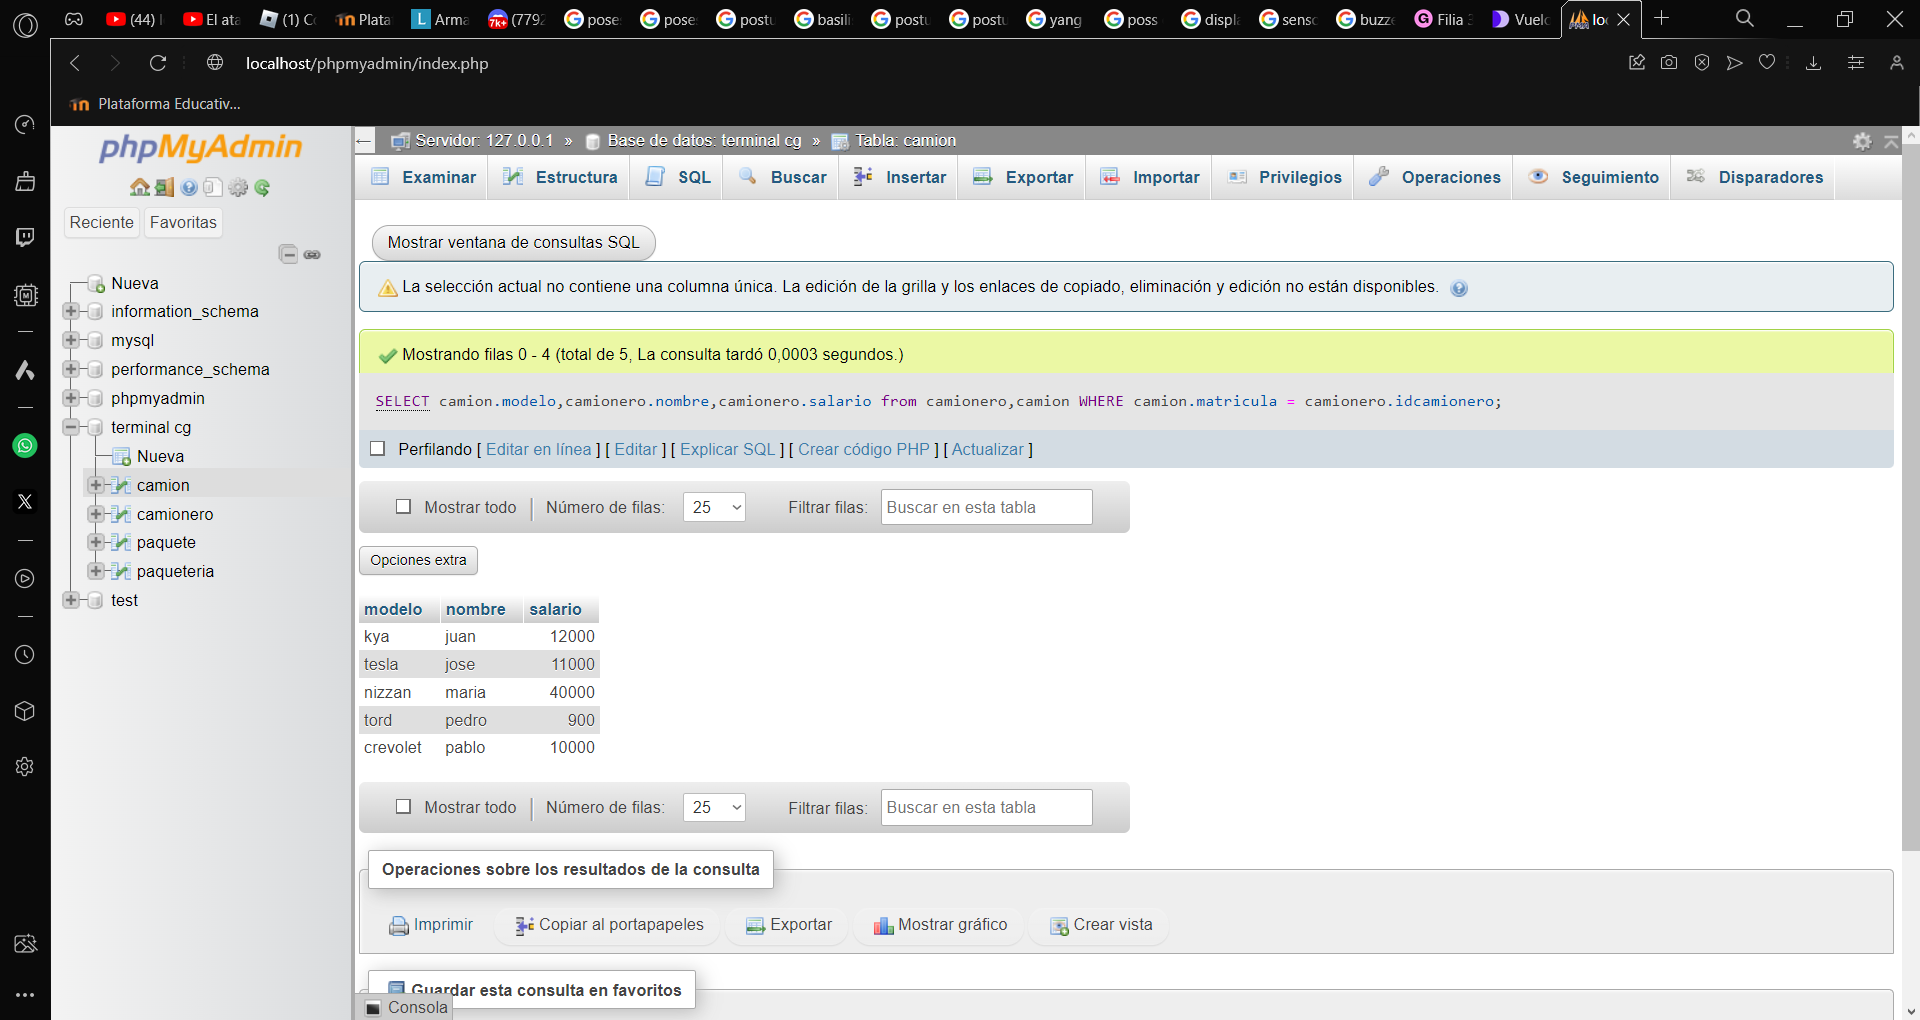 (44)
El ata
(1) C
Plata
Arma
(779
pose
pose
postu
basili
postu
postu
yang
poss
displa
senso
buzze
Filia 3
Vuelo
lo
localhost/phpmyadmin/index.php
Plataforma Educativ...
phpMyAdmin
Reciente Favoritas
Nueva
information_schema
mysql
performance_schema
phpmyadmin
terminal cg
Nueva
camion
camionero
paquete
paqueteria
test
Servidor: 127.0.0.1 » Base de datos: terminal cg » Tabla: camion
Examinar Estructura SQL Buscar Insertar Exportar Importar Privilegios Operaciones Seguimiento Disparadores
Mostrar ventana de consultas SQL
La selección actual no contiene una columna única. La edición de la grilla y los enlaces de copiado, eliminación y edición no están disponibles.
Mostrando filas 0 - 4 (total de 5, La consulta tardó 0,0003 segundos.)
SELECT camion.modelo,camionero.nombre,camionero.salario from camionero,camion WHERE camion.matricula = camionero.idcamionero;
Perfilando [ Editar en línea ] [ Editar ] [ Explicar SQL ] [ Crear código PHP ] [ Actualizar ]
Mostrar todo Número de filas: 25 Filtrar filas: Buscar en esta tabla
Opciones extra
modelo nombre salario
kya juan 12000
tesla jose 11000
nizzan maria 40000
tord pedro 900
crevolet pablo 10000
Mostrar todo Número de filas: 25 Filtrar filas: Buscar en esta tabla
Operaciones sobre los resultados de la consulta
Imprimir Copiar al portapapeles Exportar Mostrar gráfico Crear vista
Guardar esta consulta en favoritos
Consola